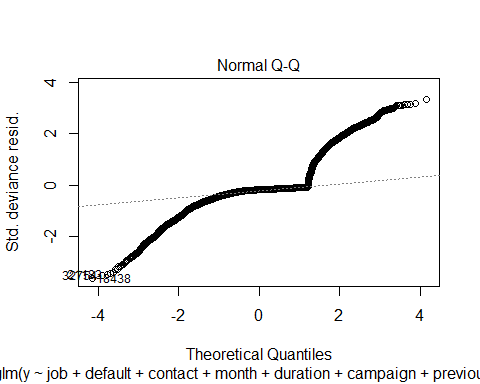 Normal Q-Q
Std. deviance resid.
4
2
0
-2
18438
-4
-2
0
2
4
Theoretical Quantiles
glm(y ~ job + default + contact + month + duration + campaign + previou